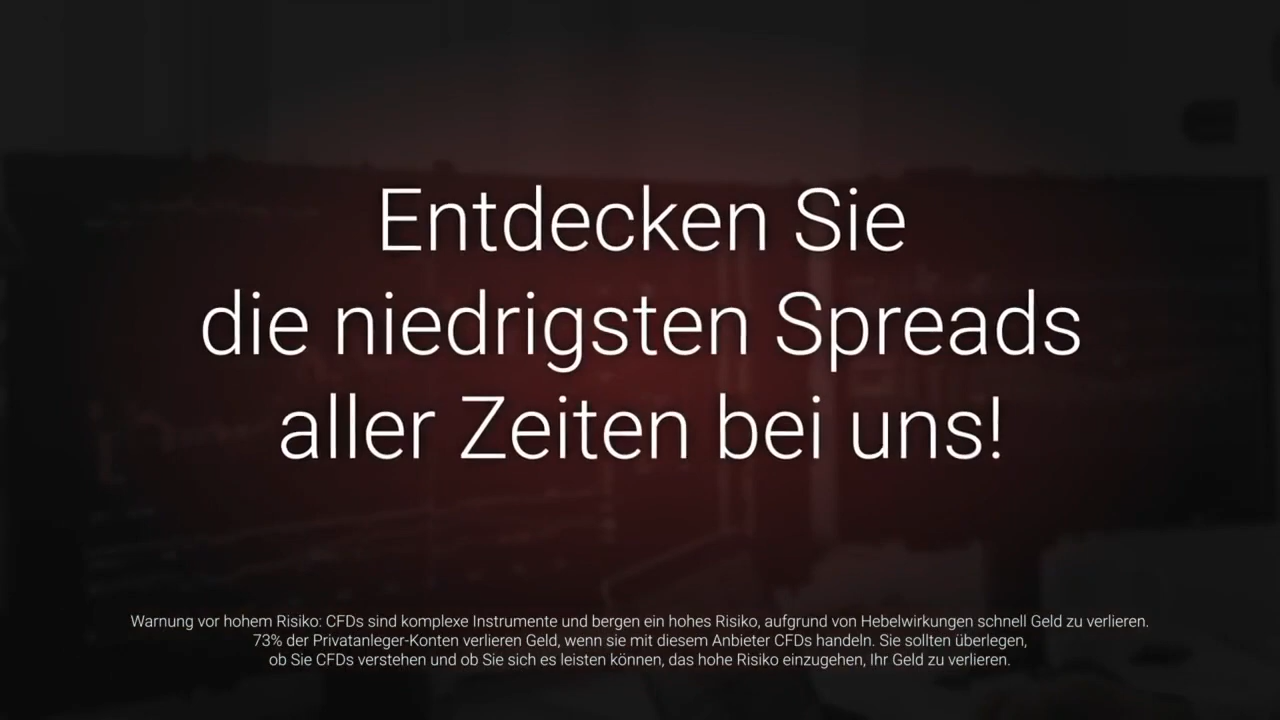 Entdecken Sie
die niedrigsten Spreads
aller Zeiten bei uns!
Warnung vor hohem Risiko: CFDs sind komplexe Instrumente und bergen ein hohes Risiko, aufgrund von Hebelwirkungen schnell Geld zu verlieren.
73% der Privatanleger-Konten verlieren Geld, wenn sie mit diesem Anbieter CFDs handeln. Sie sollten überlegen,
ob Sie CFDs verstehen und ob Sie sich es leisten können, das hohe Risiko einzugehen, Ihr Geld zu verlieren.